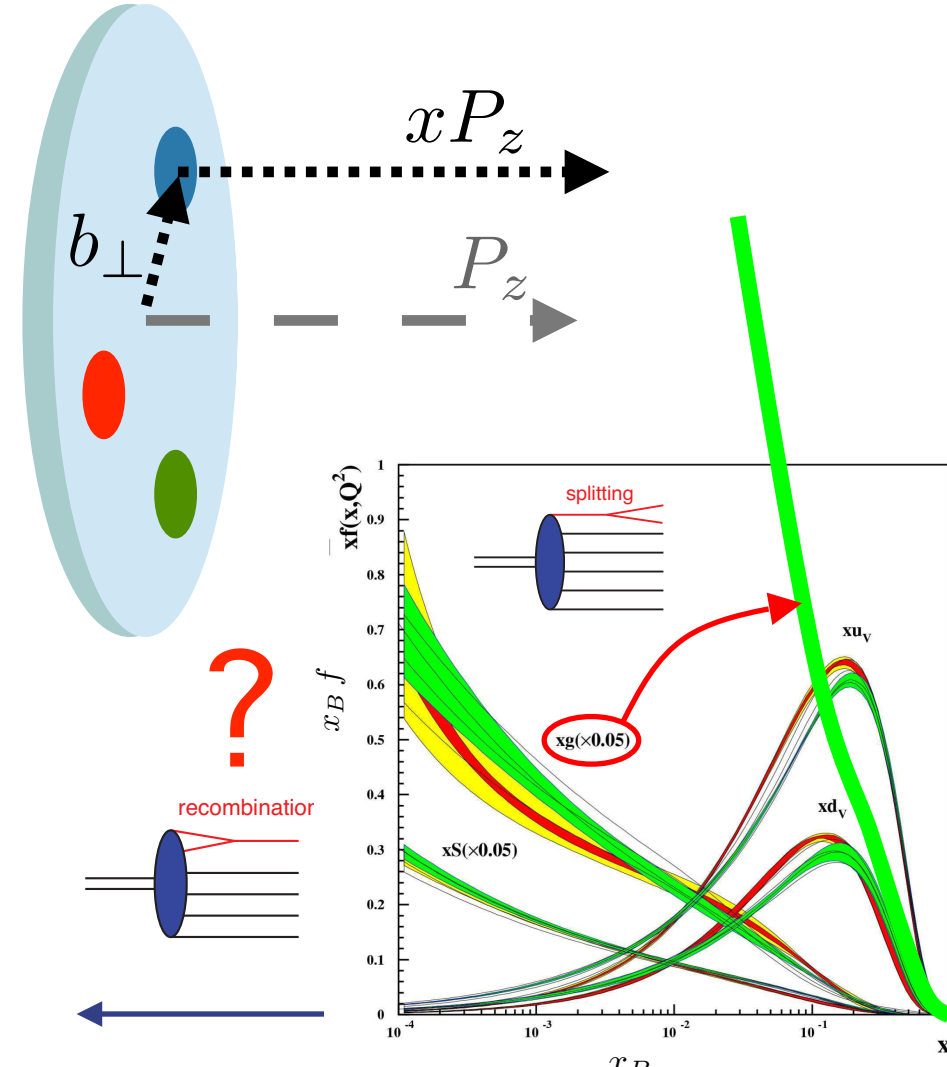 xP_z
b_⊥
P_z
?
recombination
xf(x,Q²)
x_B f
1
0.9
0.8
0.7
0.6
0.5
0.4
0.3
0.2
0.1
0
splitting
xu_V
xg(×0.05)
xd_V
xS(×0.05)
10⁻⁴
10⁻³
10⁻²
10⁻¹
x
x_B